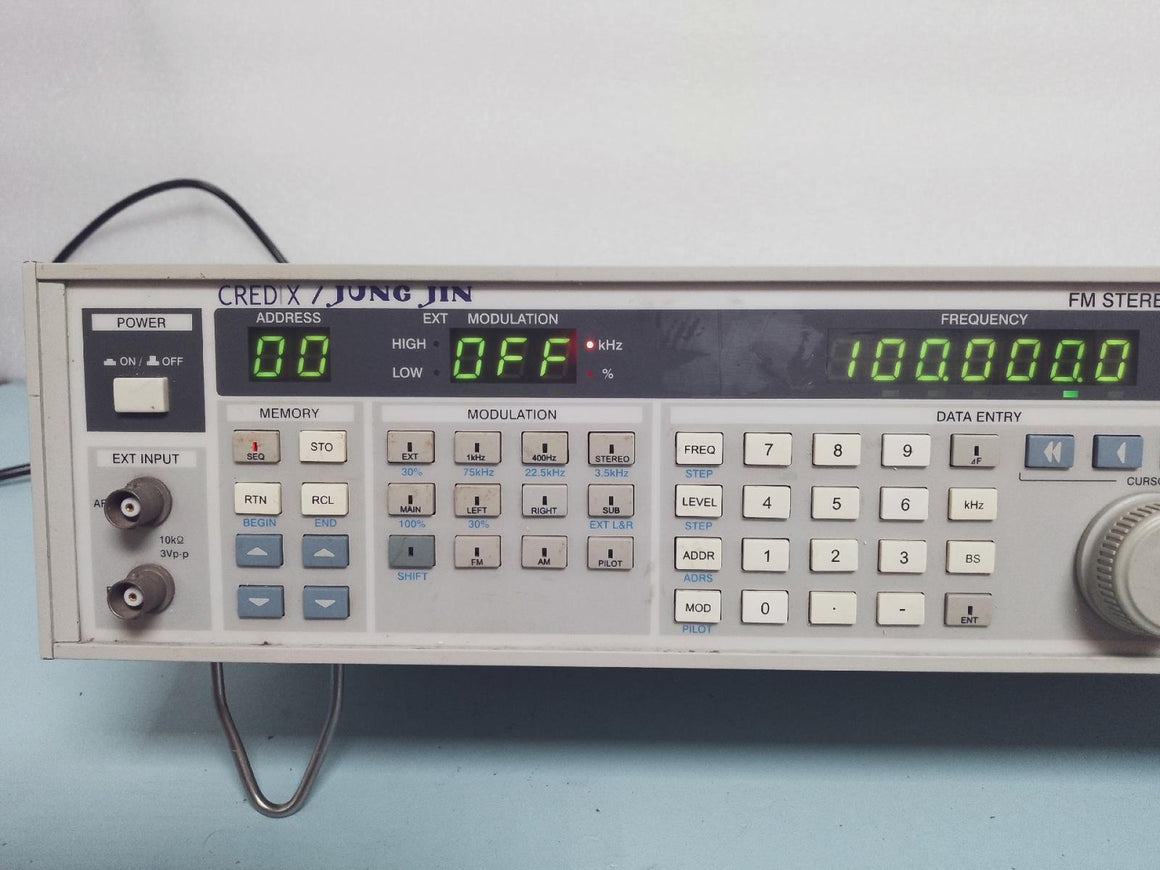 CREDIX / JUNG JIN
FM STERE
POWER
ON / OFF
ADDRESS
00
EXT MODULATION
HIGH
LOW
OFF
kHz
%
FREQUENCY
100.000.0
EXT INPUT
AF
10kΩ
3Vp-p
MEMORY
SEQ STO
RTN RCL
BEGIN END
MODULATION
EXT 1kHz 400Hz STEREO
30% 75kHz 22.5kHz 3.5kHz
MAIN LEFT RIGHT SUB
100% 30% EXT L&R
SHIFT
FM AM PILOT
DATA ENTRY
FREQ 7 8 9 ΔF
STEP
CURSO
LEVEL 4 5 6 kHz
STEP
ADDR 1 2 3 BS
ADRS
MOD 0 . - ENT
PILOT